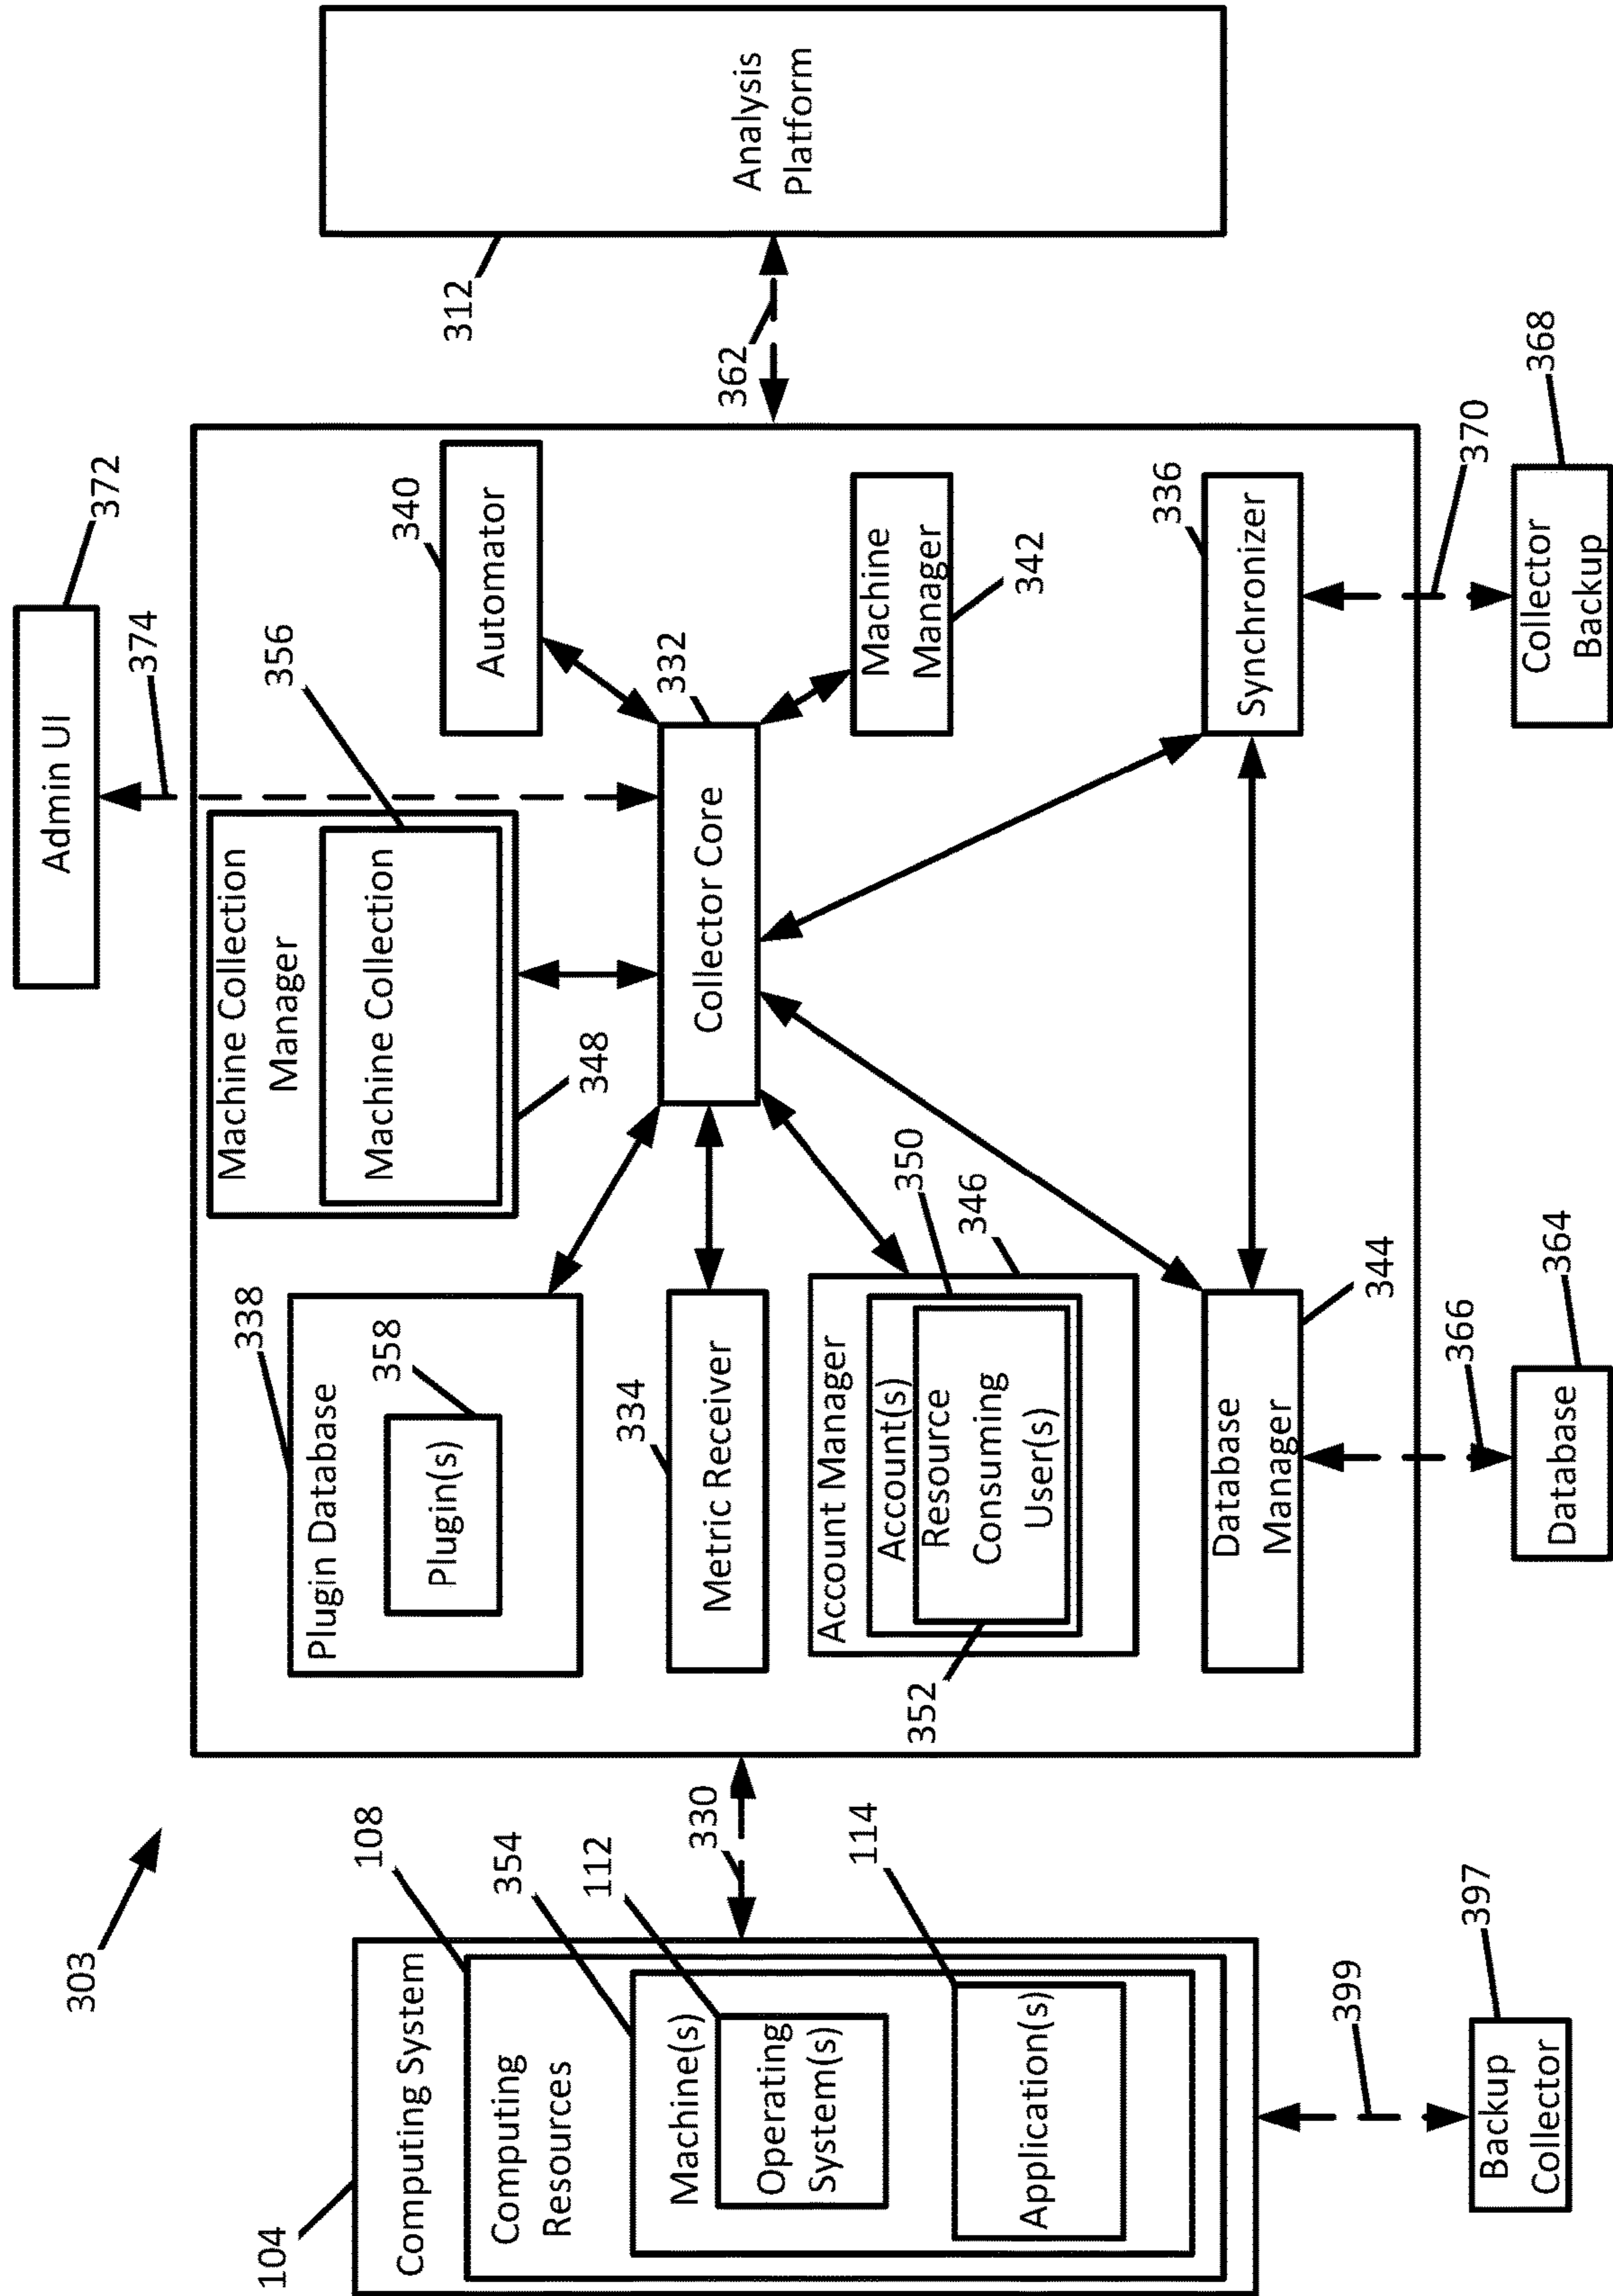 303
104
Computing System
108
Computing
Resources
354
Machine(s)
112
Operating
System(s)
114
Application(s)
330
399
Backup
Collector
397
338
Plugin Database
358
Plugin(s)
334
Metric Receiver
Account Manager
346
Account(s)
350
Resource
Consuming
User(s)
352
Database
Manager
344
366
Database
364
Admin UI
372
374
Machine Collection
Manager
356
Machine Collection
348
332
Collector Core
340
Automator
Machine
Manager
342
336
Synchronizer
370
Collector
Backup
368
362
312
Analysis
Platform